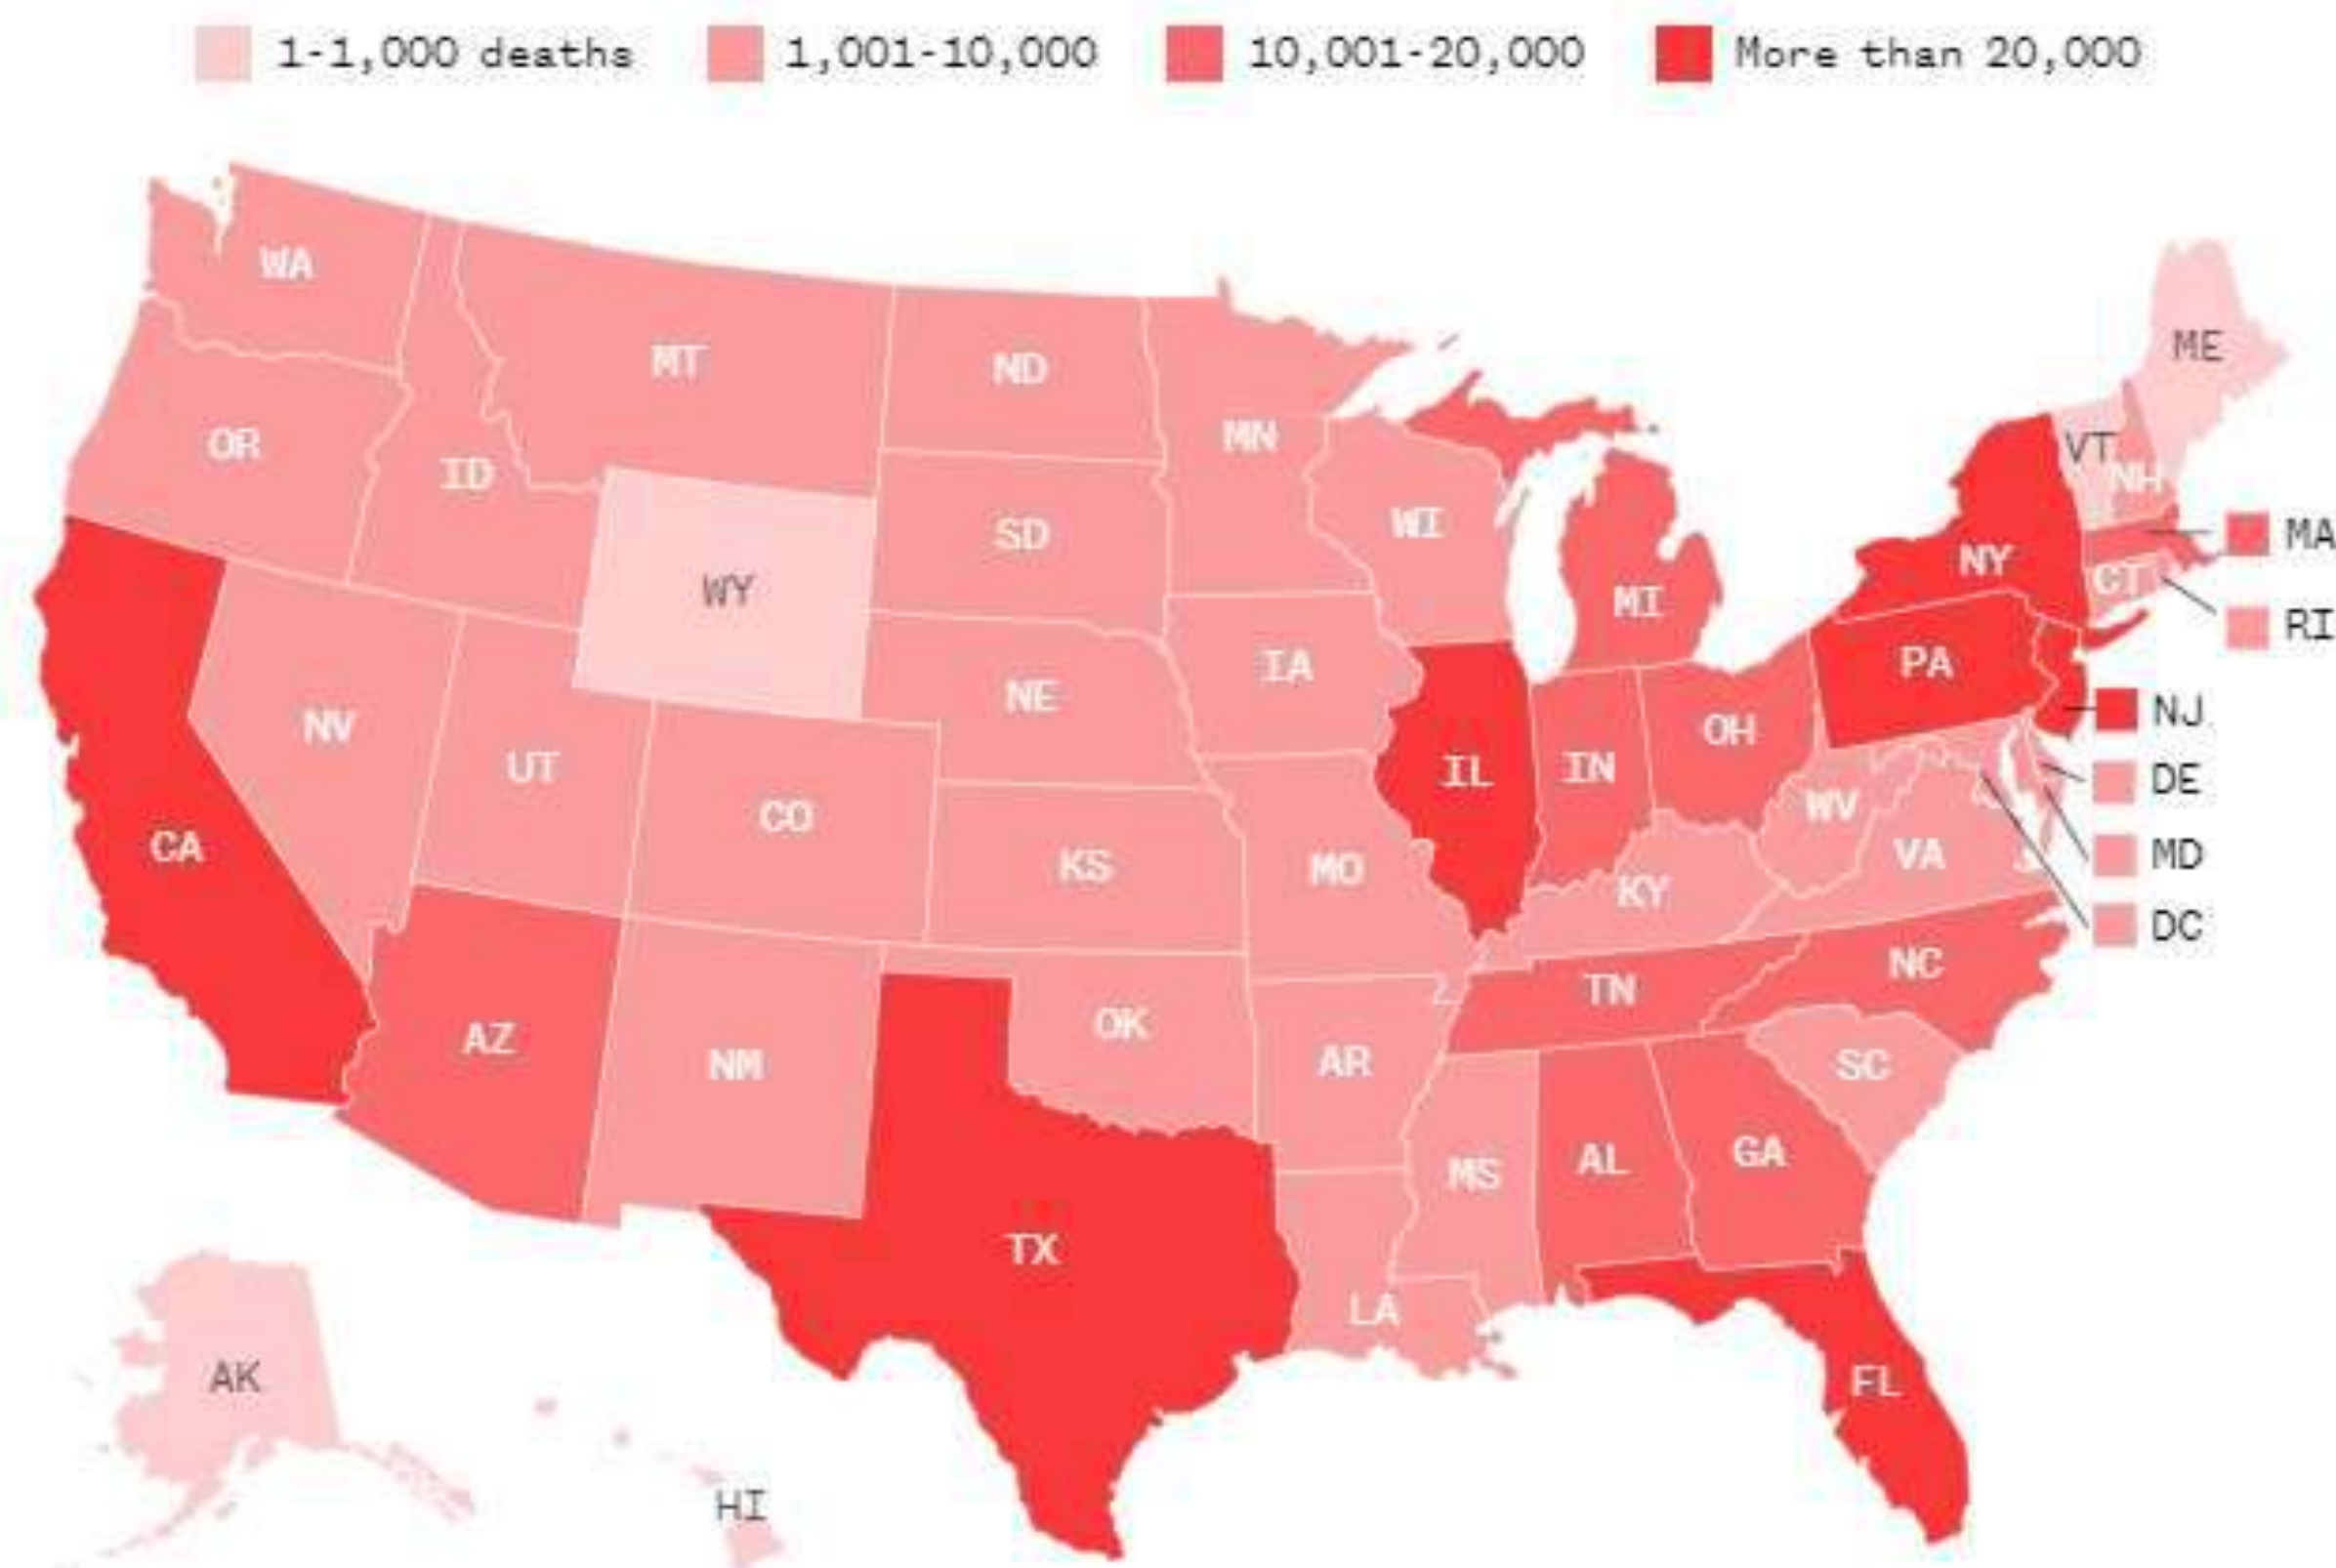 1-1,000 deaths 1,001-10,000 10,001-20,000 More than 20,000
WA
MT
ND
ME
OR
ID
MN
VT
NH
WI
SD
MA
NY
CT
WY
MI
RI
IA
PA
NE
NJ
NV
OH
UT
IL
IN
DE
CO
WV
CA
KS
MO
VA
MD
KY
DC
NC
TN
OK
AZ
NM
AR
SC
MS
AL
GA
TX
LA
AK
FL
HI